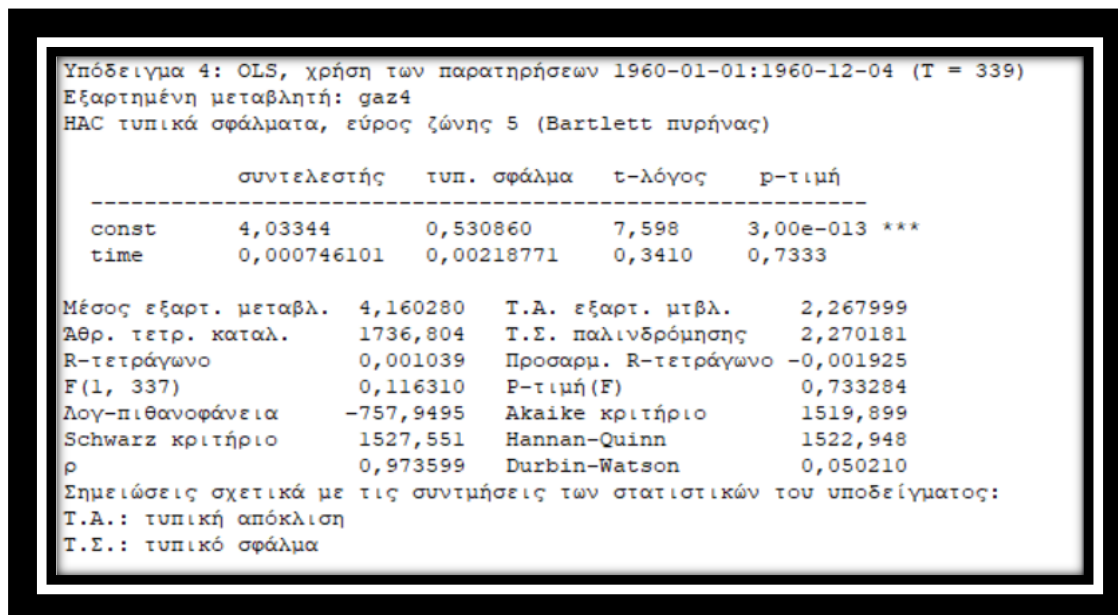 Υπόδειγμα 4: OLS, χρήση των παρατηρήσεων 1960-01-01:1960-12-04 (T = 339)
Εξαρτημένη μεταβλητή: gaz4
HAC τυπικά σφάλματα, εύρος ζώνης 5 (Bartlett πυρήνας)
συντελεστής τυπ. σφάλμα t-λόγος p-τιμή
---------------------------------------------------------
const 4,03344 0,530860 7,598 3,00e-013 ***
time 0,000746101 0,00218771 0,3410 0,7333
Μέσος εξαρτ. μεταβλ. 4,160280 Τ.Α. εξαρτ. μτβλ. 2,267999
Άθρ. τετρ. καταλ. 1736,804 Τ.Σ. παλινδρόμησης 2,270181
R-τετράγωνο 0,001039 Προσαρμ. R-τετράγωνο -0,001925
F(1, 337) 0,116310 P-τιμή(F) 0,733284
Λογ-πιθανοφάνεια -757,9495 Akaike κριτήριο 1519,899
Schwarz κριτήριο 1527,551 Hannan-Quinn 1522,948
ρ 0,973599 Durbin-Watson 0,050210
Σημειώσεις σχετικά με τις συντμήσεις των στατιστικών του υποδείγματος:
Τ.Α.: τυπική απόκλιση
Τ.Σ.: τυπικό σφάλμα